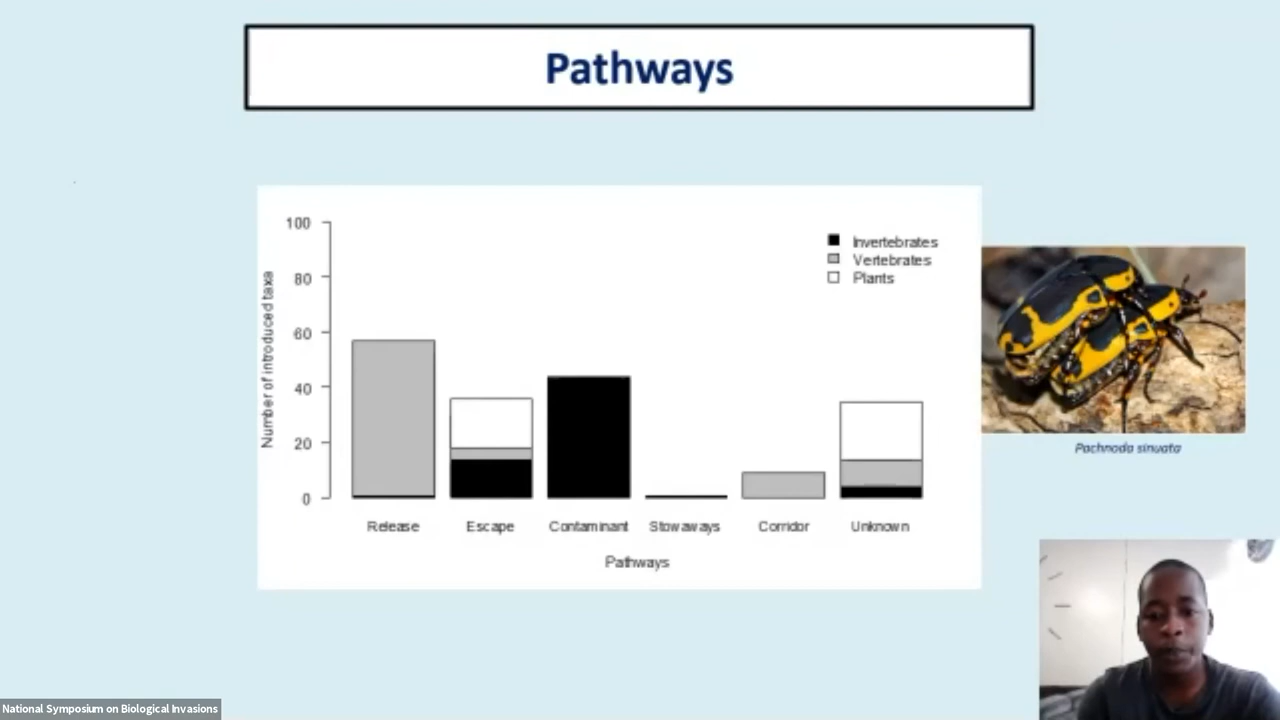 Pathways
100
80
60
40
20
0
Number of introduced taxa
Invertebrates
Vertebrates
Plants
Release
Escape
Contaminant
Stowaways
Corridor
Unknown
Pathways
Pachnoda sinuata
National Symposium on Biological Invasions